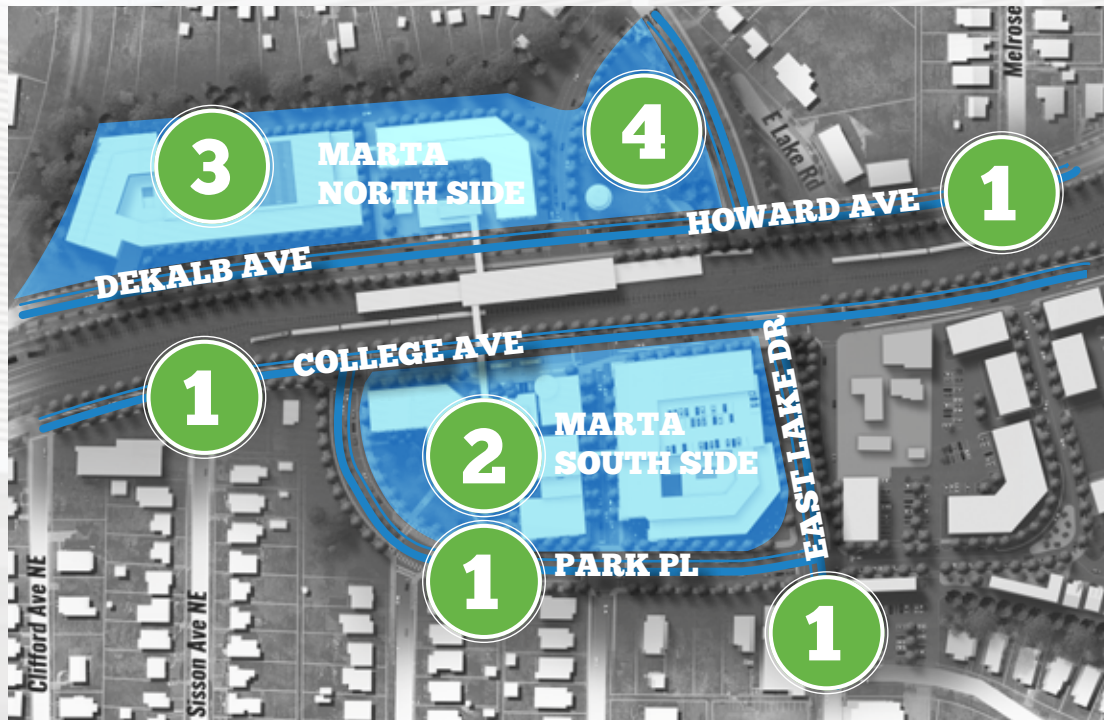 Melrose
4
3
MARTA
NORTH SIDE
E Lake Rd
1
HOWARD AVE
DEKALB AVE
COLLEGE AVE
1
EAST LAKE DR
2
MARTA
SOUTH SIDE
1
PARK PL
1
Clifford Ave NE
Sisson Ave NE